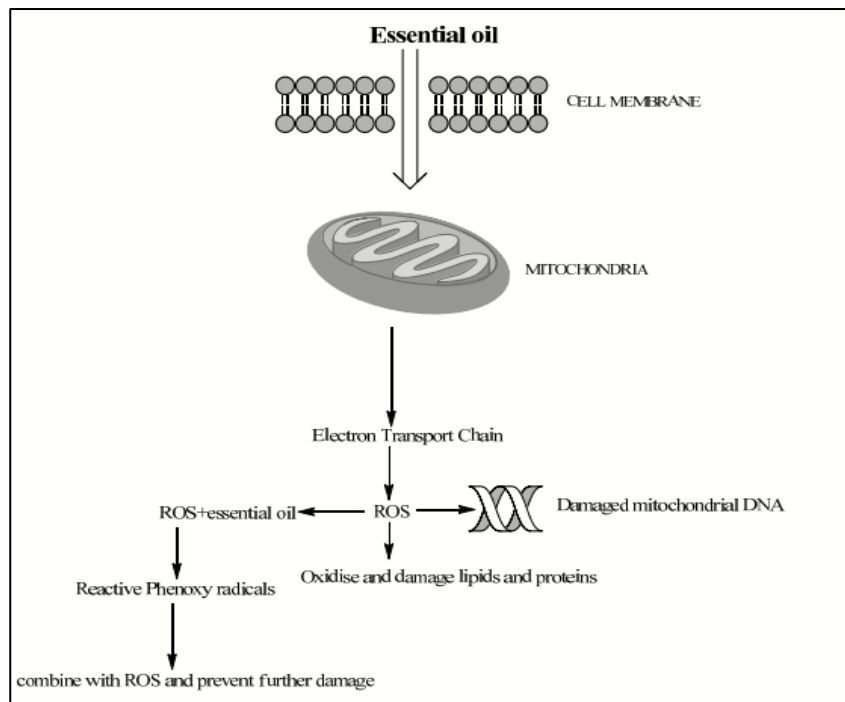 Essential oil
CELL MEMBRANE
MITOCHONDRIA
Electron Transport Chain
ROS+essential oil
ROS
Damaged mitochondrial DNA
Reactive Phenoxy radicals
Oxidise and damage lipids and proteins
combine with ROS and prevent further damage